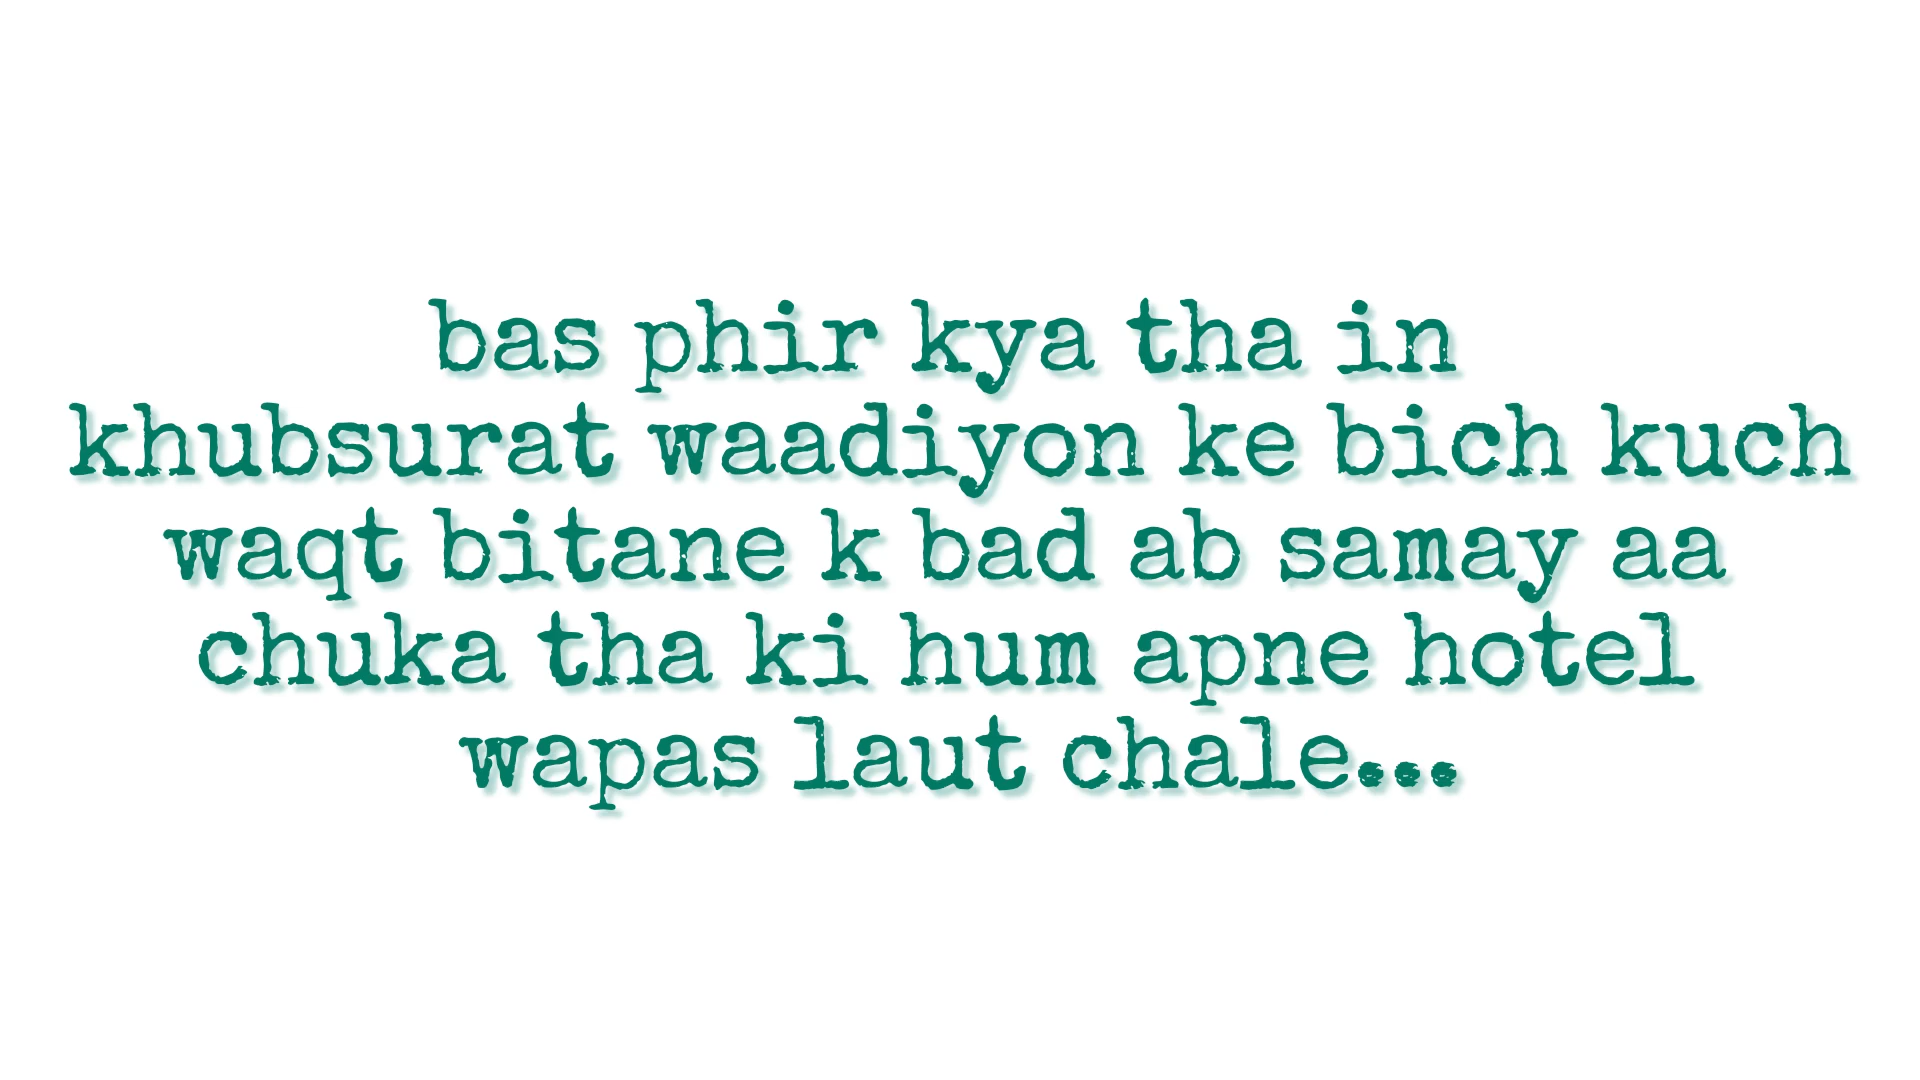 bas phir kya tha in
khubsurat waadiyon ke bich kuch
waqt bitane k bad ab samay aa
chuka tha ki hum apne hotel
wapas laut chale...